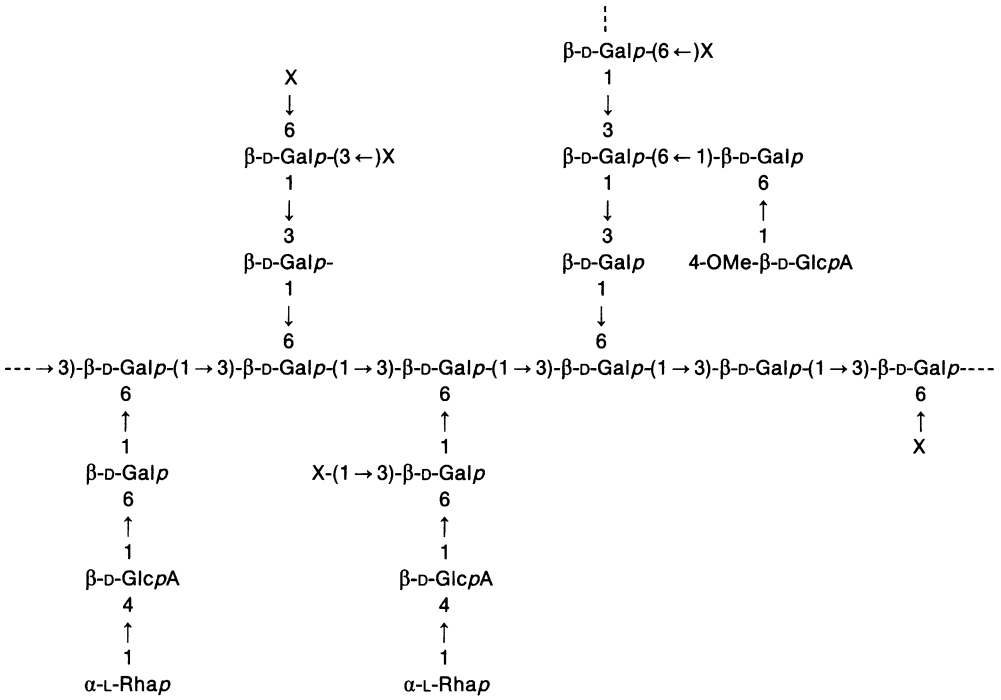 β-D-Galp-(6 ← )X
X 1
↓ ↓
6 3
β-D-Galp-(3 ← )X β-D-Galp-(6 ← 1)-β-D-Galp
1 1 6
↓ ↓ ↑
3 3 1
β-D-Galp- β-D-Galp 4-OMe-β-D-GlcpA
1 1
↓ ↓
6 6
--- → 3)-β-D-Galp-(1 → 3)-β-D-Galp-(1 → 3)-β-D-Galp-(1 → 3)-β-D-Galp-(1 → 3)-β-D-Galp-(1 → 3)-β-D-Galp----
6 6 6
↑ ↑ ↑
1 1 X
β-D-Galp X-(1 → 3)-β-D-Galp
6 6
↑ ↑
1 1
β-D-GlcpA β-D-GlcpA
4 4
↑ ↑
1 1
α-L-Rhap α-L-Rhap